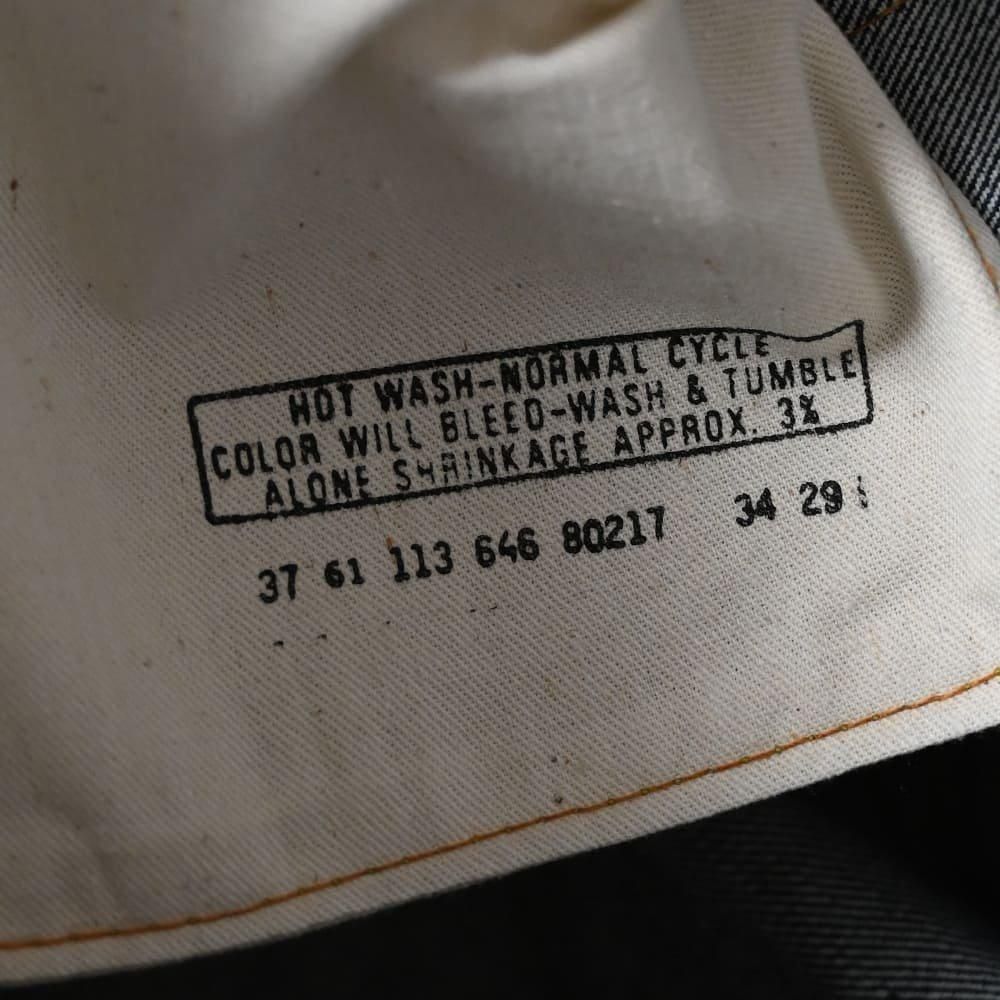 HOT WASH-NORMAL CYCLE
COLOR WILL BLEED-WASH & TUMBLE
ALONE SHRINKAGE APPROX. 3%
37 61 113 646 80217 34 29